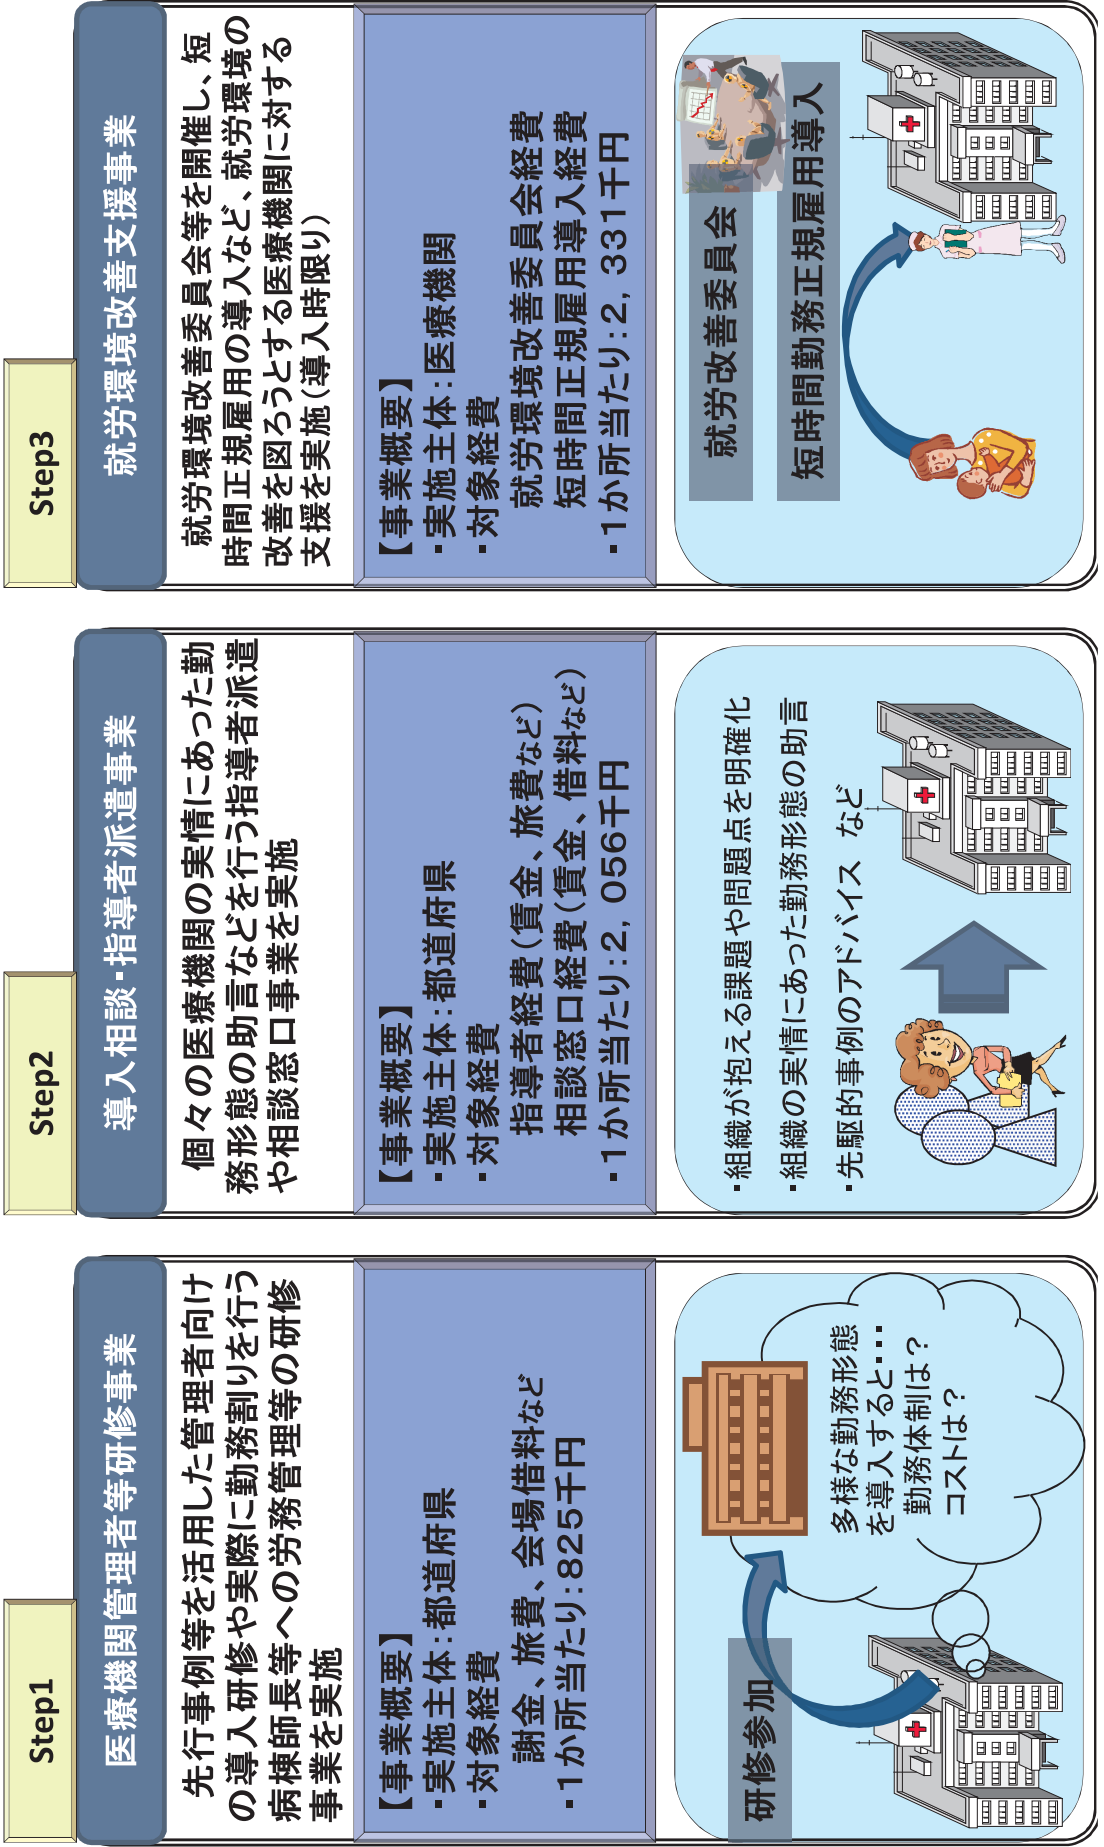 Step1
医療機関管理者等研修事業
先行事例等を活用した管理者向け
の導入研修や実際に勤務割りを行う
病棟師長等への労務管理等の研修
事業を実施
【事業概要】
・実施主体：都道府県
・対象経費
謝金、旅費、会場借料など
・1か所当たり：825千円
研修参加
多様な勤務形態
を導入すると・・・
勤務体制は？
コストは？
Step2
導入相談・指導者派遣事業
個々の医療機関の実情にあった勤
務形態の助言などを行う指導者派遣
や相談窓口事業を実施
【事業概要】
・実施主体：都道府県
・対象経費
指導者経費（賃金、旅費など）
相談窓口経費（賃金、借料など）
・1か所当たり：2，056千円
・組織が抱える課題や問題点を明確化
・組織の実情にあった勤務形態の助言
・先駆的事例のアドバイス など
Step3
就労環境改善支援事業
就労環境改善委員会等を開催し、短
時間正規雇用の導入など、就労環境の
改善を図ろうとする医療機関に対する
支援を実施（導入時限り）
【事業概要】
・実施主体：医療機関
・対象経費
就労環境改善委員会経費
短時間正規雇用導入経費
・1か所当たり：2，331千円
就労改善委員会
短時間勤務正規雇用導入